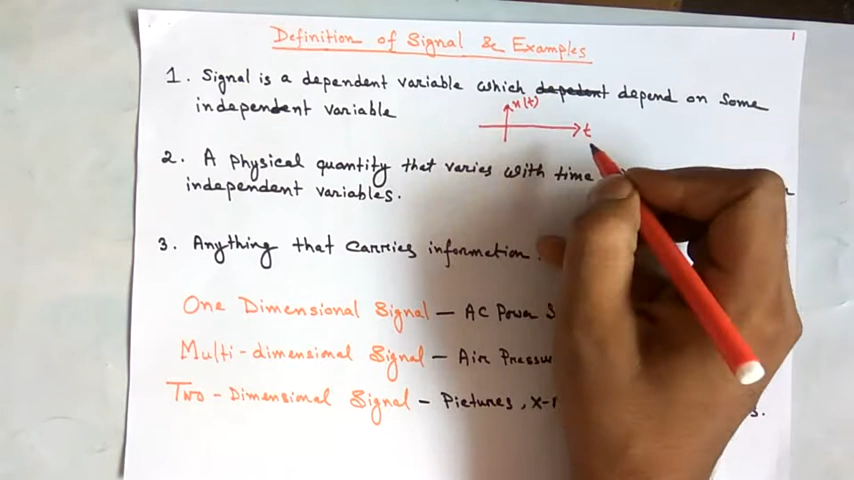 1
Definition of Signal & Examples
1. Signal is a dependent variable which depedent depend on some
independent variable
x(t)
t
2. A physical quantity that varies with time
independent variables.
3. Anything that carries information.
One Dimensional Signal — AC Power S
Multi-dimensional Signal — Air Pressu
Two-Dimensional Signal - Pictures, X-r